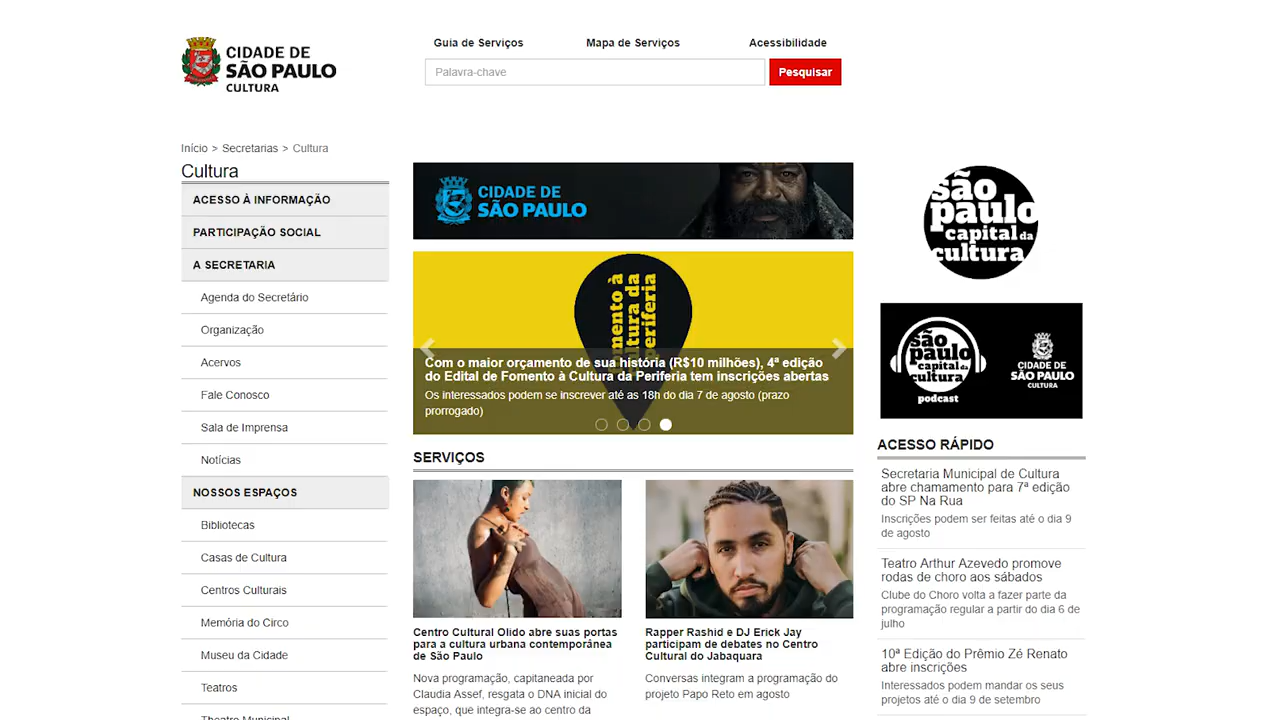 CIDADE DE
SÃO PAULO
CULTURA
Guia de Serviços
Mapa de Serviços
Acessibilidade
Palavra-chave
Pesquisar
Início > Secretarias > Cultura
Cultura
ACESSO À INFORMAÇÃO
PARTICIPAÇÃO SOCIAL
A SECRETARIA
Agenda do Secretário
Organização
Acervos
Fale Conosco
Sala de Imprensa
Notícias
NOSSOS ESPAÇOS
Bibliotecas
Casas de Cultura
Centros Culturais
Memória do Circo
Museu da Cidade
Teatros
Theatro Municipal
CIDADE DE
SÃO PAULO
fomento à
cultura da
periferia
Com o maior orçamento de sua história (R$10 milhões), 4ª edição
do Edital de Fomento à Cultura da Periferia tem inscrições abertas
Os interessados podem se inscrever até as 18h do dia 7 de agosto (prazo
prorrogado)
SERVIÇOS
Centro Cultural Olido abre suas portas
para a cultura urbana contemporânea
de São Paulo
Nova programação, capitaneada por
Claudia Assef, resgata o DNA inicial do
espaço, que integra-se ao centro da
Rapper Rashid e DJ Erick Jay
participam de debates no Centro
Cultural do Jabaquara
Conversas integram a programação do
projeto Papo Reto em agosto
são
paulo
capital da
cultura
são
paulo
capital da
cultura
podcast
CIDADE DE
SÃO PAULO
CULTURA
ACESSO RÁPIDO
Secretaria Municipal de Cultura
abre chamamento para 7ª edição
do SP Na Rua
Inscrições podem ser feitas até o dia 9
de agosto
Teatro Arthur Azevedo promove
rodas de choro aos sábados
Clube do Choro volta a fazer parte da
programação regular a partir do dia 6 de
julho
10ª Edição do Prêmio Zé Renato
abre inscrições
Interessados podem mandar os seus
projetos até o dia 9 de setembro